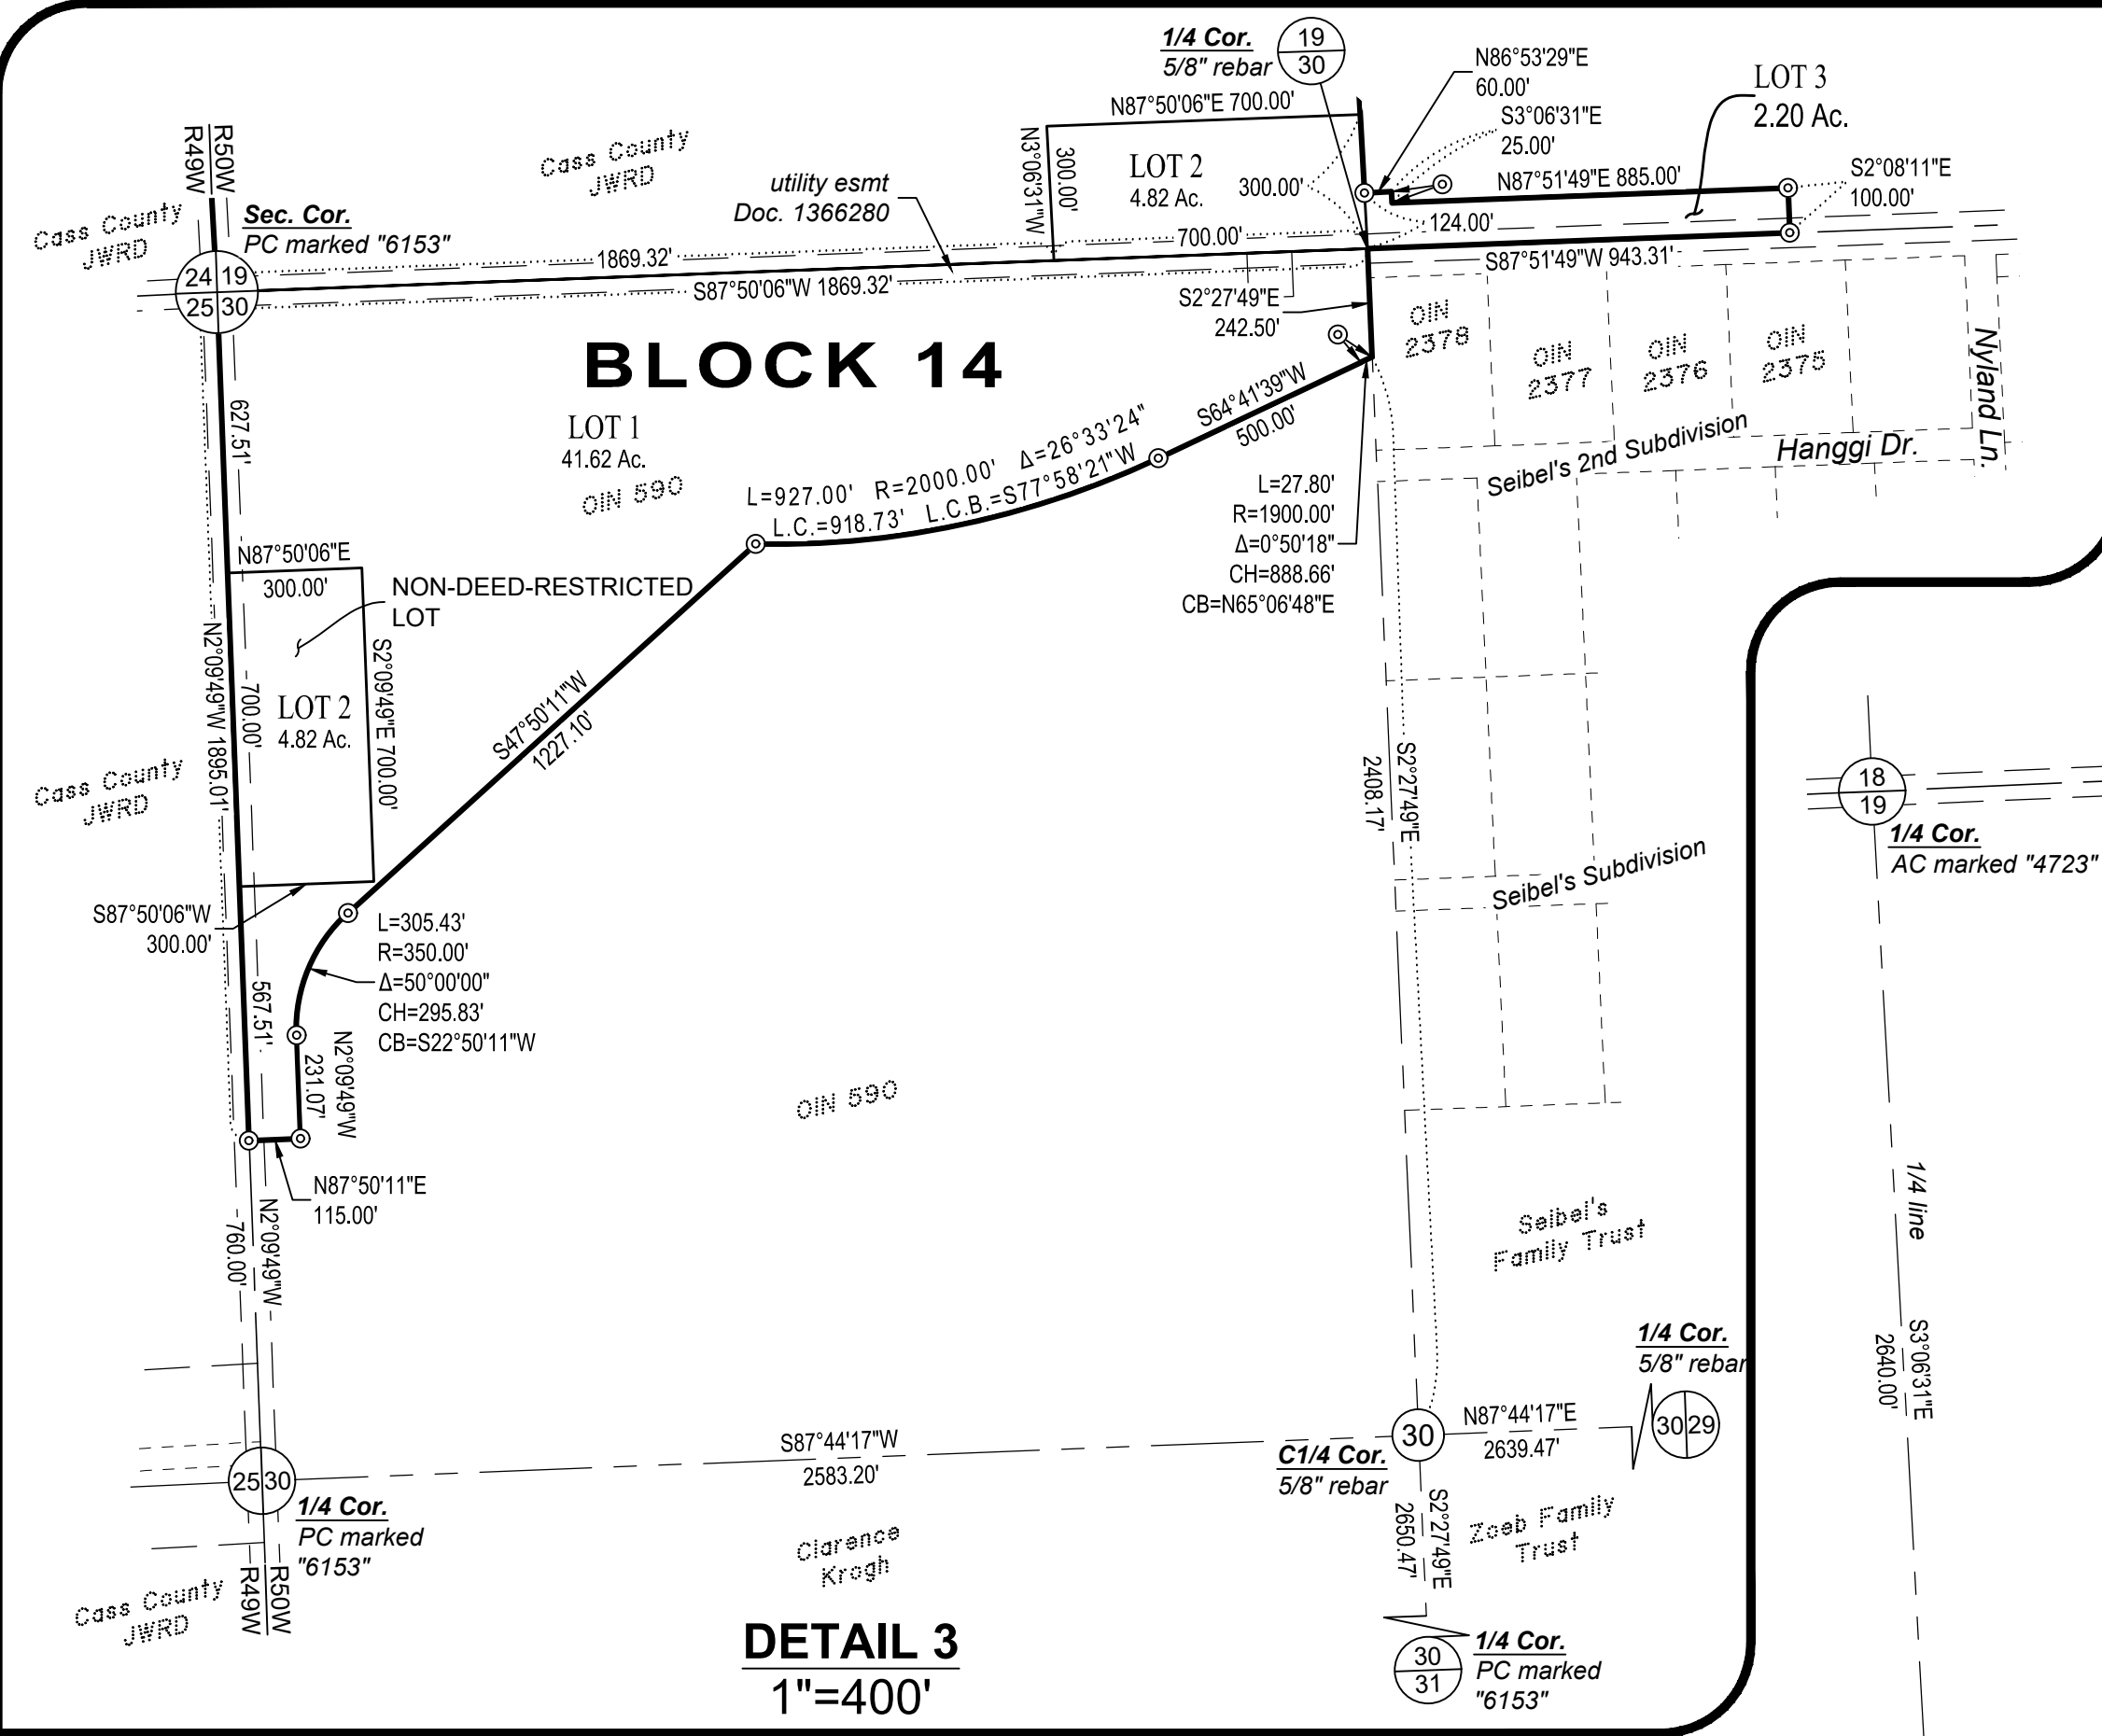 1/4 Cor.
5/8" rebar
19
30
N86°53'29"E
60.00'
S3°06'31"E
25.00'
LOT 3
2.20 Ac.
S2°08'11"E
100.00'
N87°50'06"E 700.00'
N3°06'31"W
300.00'
LOT 2
4.82 Ac.
300.00'
N87°51'49"E 885.00'
124.00'
700.00'
S87°51'49"W 943.31'
R50W
R49W
Cass County
JWRD
Cass County
JWRD
utility esmt
Doc. 1366280
Sec. Cor.
PC marked "6153"
24 19
25 30
1869.32'
S87°50'06"W 1869.32'
S2°27'49"E
242.50'
OIN
2378
OIN
2377
OIN
2376
OIN
2375
Nyland Ln.
Hanggi Dr.
Seibel's 2nd Subdivision
BLOCK 14
LOT 1
41.62 Ac.
OIN 590
627.51'
L=927.00' R=2000.00' Δ=26°33'24"
L.C.=918.73' L.C.B.=S77°58'21"W
S64°41'39"W
500.00'
L=27.80'
R=1900.00'
Δ=0°50'18"
CH=888.66'
CB=N65°06'48"E
N87°50'06"E
300.00'
NON-DEED-RESTRICTED
LOT
N2°09'49"W 1895.01'
700.00'
LOT 2
4.82 Ac.
S2°09'49"E 700.00'
S47°50'11"W
1227.10'
S2°27'49"E
2408.17'
Cass County
JWRD
18
19
1/4 Cor.
AC marked "4723"
Seibel's Subdivision
S87°50'06"W
300.00'
L=305.43'
R=350.00'
Δ=50°00'00"
CH=295.83'
CB=S22°50'11"W
567.51'
N2°09'49"W
231.07'
OIN 590
N87°50'11"E
115.00'
N2°09'49"W
760.00'
Seibel's
Family Trust
1/4 line
S3°06'31"E
2640.00'
1/4 Cor.
5/8" rebar
30 29
N87°44'17"E
2639.47'
30
C1/4 Cor.
5/8" rebar
S87°44'17"W
2583.20'
25 30
1/4 Cor.
PC marked
"6153"
R50W
R49W
Cass County
JWRD
Clarence
Krogh
S2°27'49"E
2650.47'
Zoeb Family
Trust
30
31
1/4 Cor.
PC marked
"6153"
DETAIL 3
1"=400'